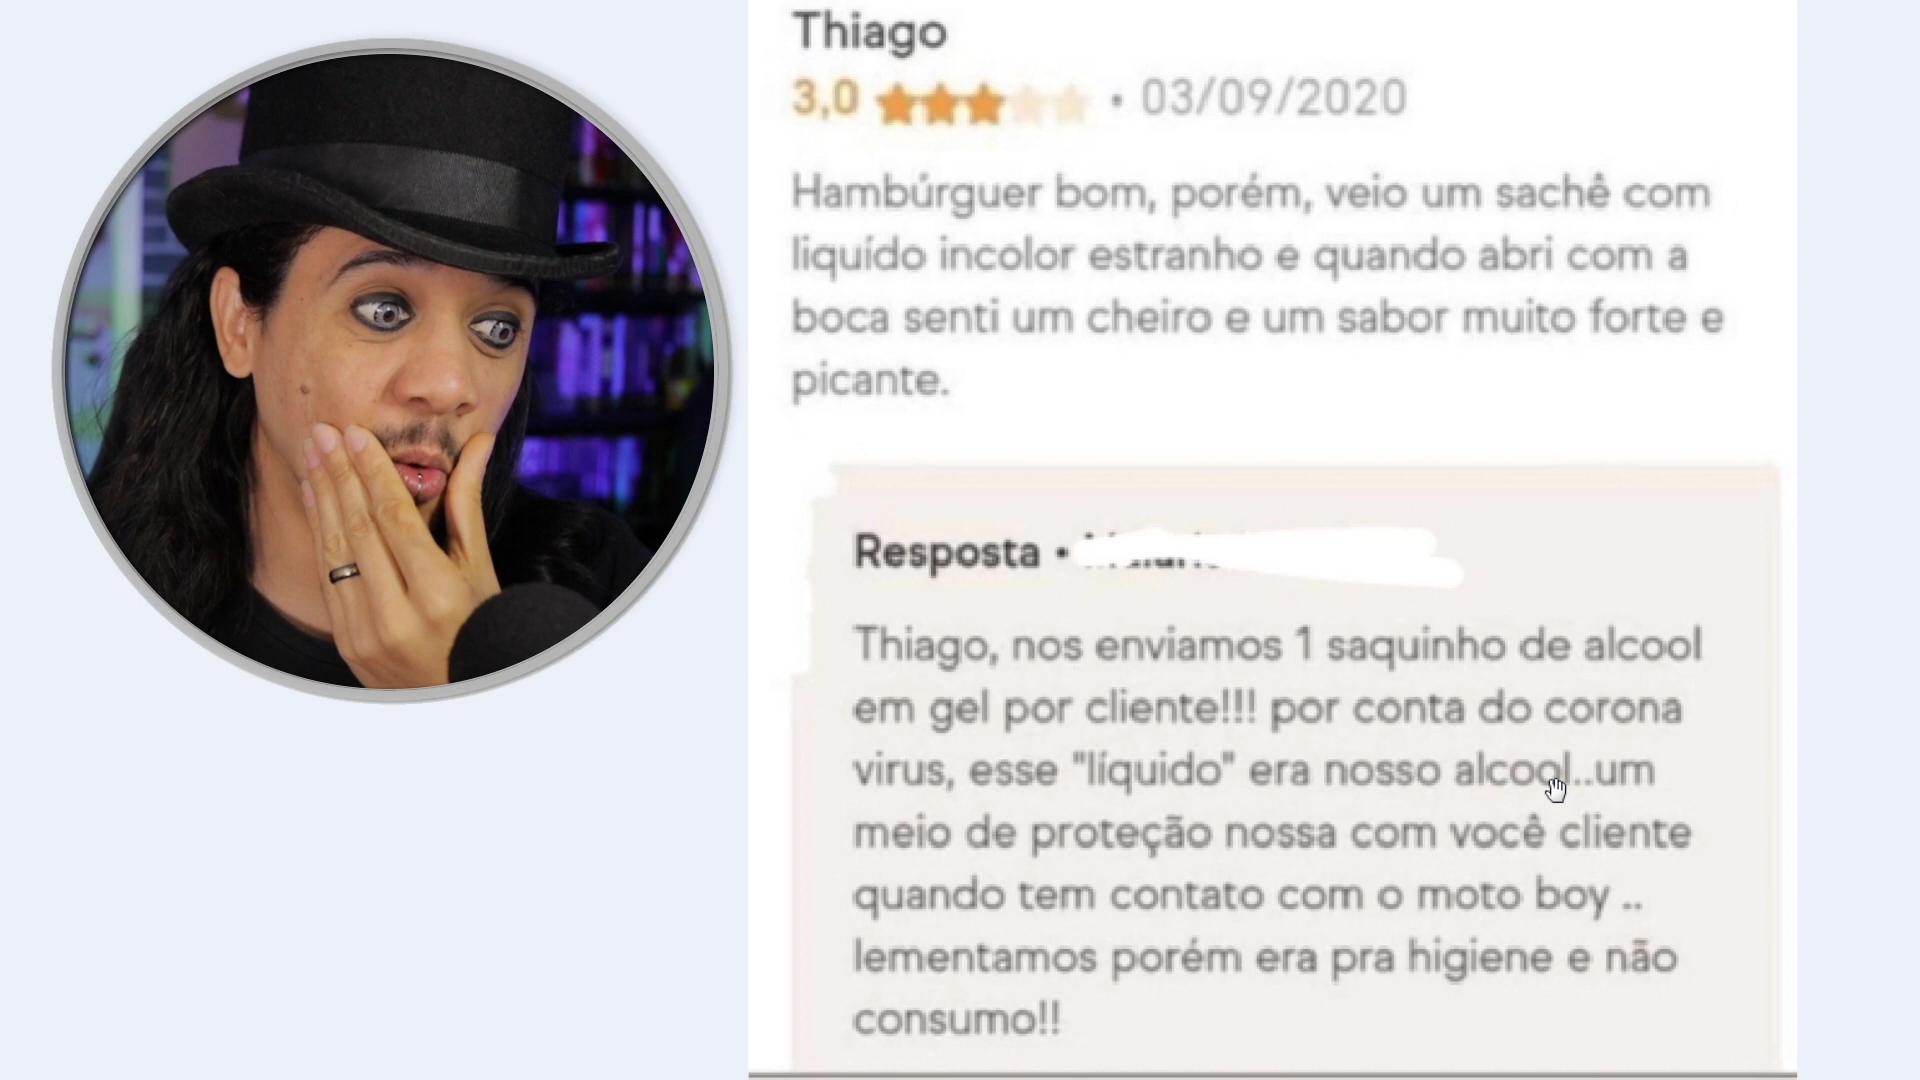 Thiago
3,0 • 03/09/2020
Hambúrguer bom, porém, veio um sachê com
liquído incolor estranho e quando abri com a
boca senti um cheiro e um sabor muito forte e
picante.
Resposta •
Thiago, nos enviamos 1 saquinho de alcool
em gel por cliente!!! por conta do corona
virus, esse "líquido" era nosso alcool..um
meio de proteção nossa com você cliente
quando tem contato com o moto boy ..
lementamos porém era pra higiene e não
consumo!!